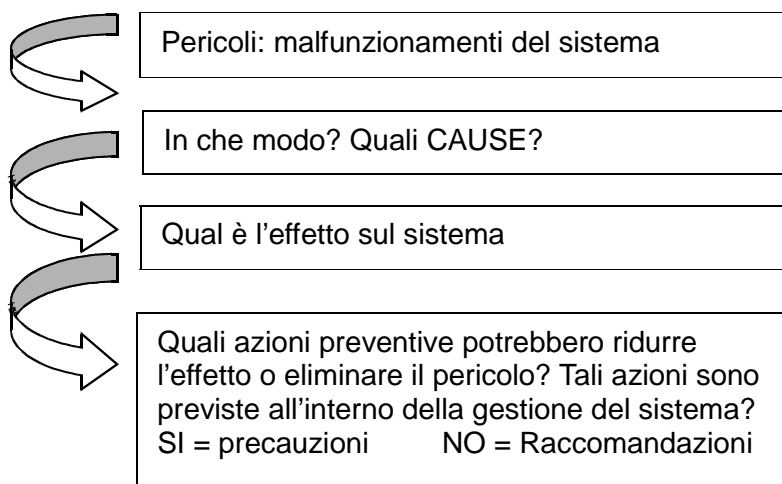 Pericoli: malfunzionamenti del sistema
In che modo? Quali CAUSE?
Qual è l'effetto sul sistema
Quali azioni preventive potrebbero ridurre
l'effetto o eliminare il pericolo? Tali azioni sono
previste all'interno della gestione del sistema?
SI = precauzioni NO = Raccomandazioni